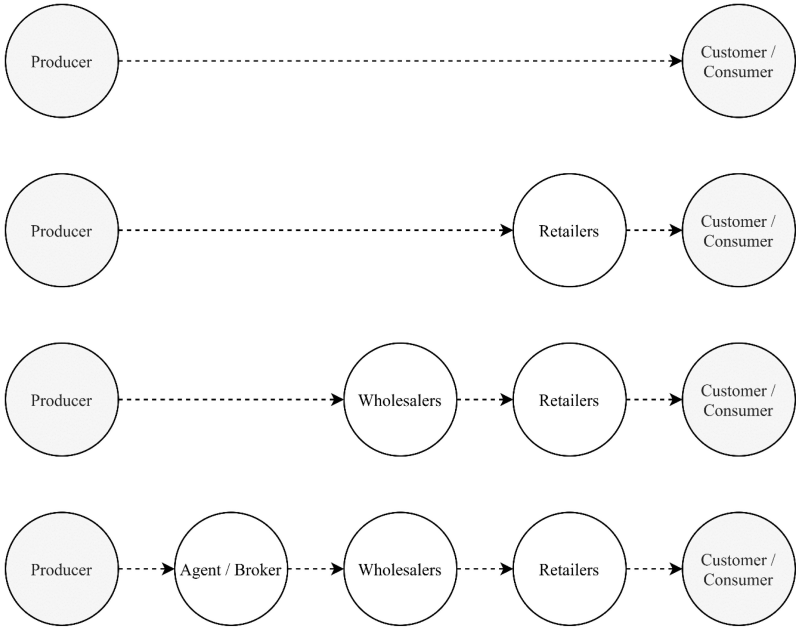 Producer
Customer /
Consumer
Producer
Retailers
Customer /
Consumer
Producer
Wholesalers
Retailers
Customer /
Consumer
Producer
Agent / Broker
Wholesalers
Retailers
Customer /
Consumer